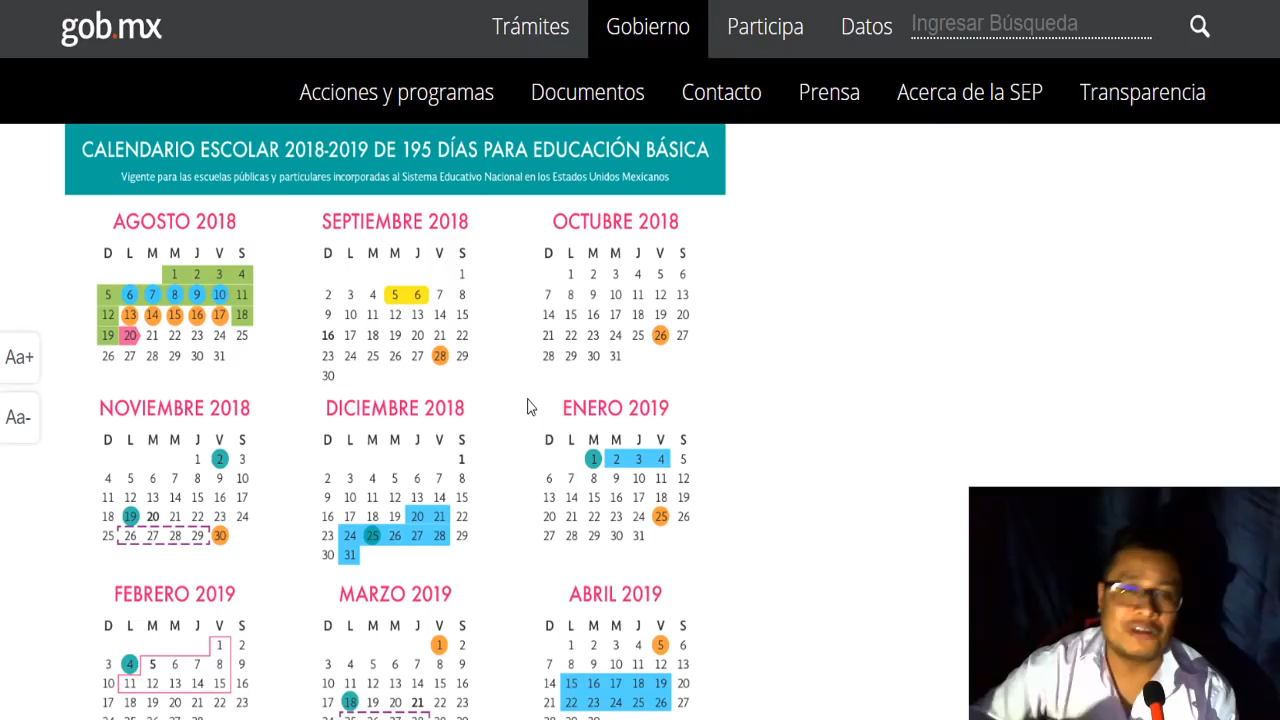 gob.mx
Trámites Gobierno Participa Datos Ingresar Búsqueda
Acciones y programas Documentos Contacto Prensa Acerca de la SEP Transparencia
CALENDARIO ESCOLAR 2018-2019 DE 195 DÍAS PARA EDUCACIÓN BÁSICA
Vigente para las escuelas públicas y particulares incorporadas al Sistema Educativo Nacional en los Estados Unidos Mexicanos
Aa+
Aa-
AGOSTO 2018
D L M M J V S
1 2 3 4
5 6 7 8 9 10 11
12 13 14 15 16 17 18
19 20 21 22 23 24 25
26 27 28 29 30 31
SEPTIEMBRE 2018
D L M M J V S
1
2 3 4 5 6 7 8
9 10 11 12 13 14 15
16 17 18 19 20 21 22
23 24 25 26 27 28 29
30
OCTUBRE 2018
D L M M J V S
1 2 3 4 5 6
7 8 9 10 11 12 13
14 15 16 17 18 19 20
21 22 23 24 25 26 27
28 29 30 31
NOVIEMBRE 2018
D L M M J V S
1 2 3
4 5 6 7 8 9 10
11 12 13 14 15 16 17
18 19 20 21 22 23 24
25 26 27 28 29 30
DICIEMBRE 2018
D L M M J V S
1
2 3 4 5 6 7 8
9 10 11 12 13 14 15
16 17 18 19 20 21 22
23 24 25 26 27 28 29
30 31
ENERO 2019
D L M M J V S
1 2 3 4 5
6 7 8 9 10 11 12
13 14 15 16 17 18 19
20 21 22 23 24 25 26
27 28 29 30 31
FEBRERO 2019
D L M M J V S
1 2
3 4 5 6 7 8 9
10 11 12 13 14 15 16
17 18 19 20 21 22 23
MARZO 2019
D L M M J V S
1 2
3 4 5 6 7 8 9
10 11 12 13 14 15 16
17 18 19 20 21 22 23
ABRIL 2019
D L M M J V S
1 2 3 4 5 6
7 8 9 10 11 12 13
14 15 16 17 18 19 20
21 22 23 24 25 26 27